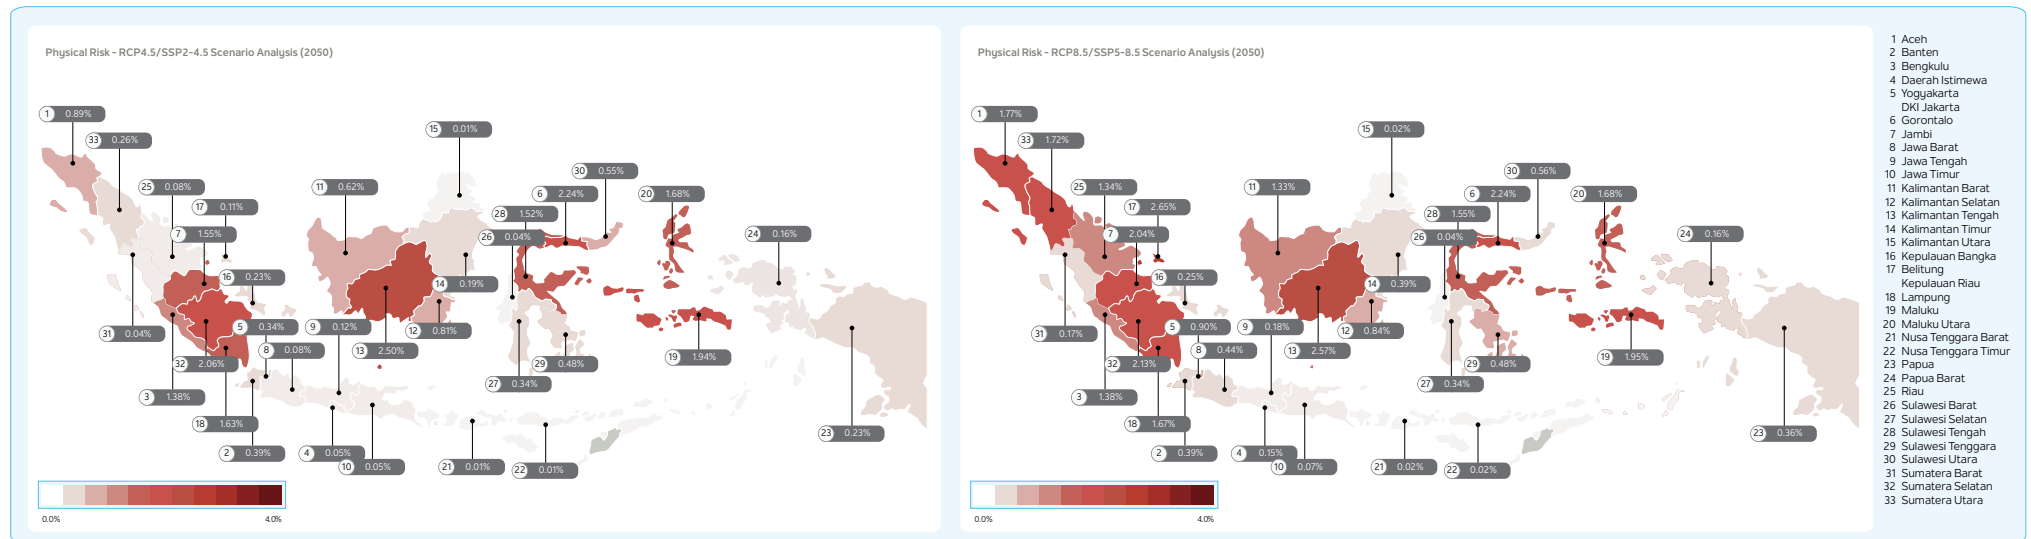 Physical Risk - RCP4.5/SSP2-4.5 Scenario Analysis (2050)
1 0.89%
33 0.26%
15 0.01%
30 0.55%
25 0.08%
11 0.62%
6 2.24%
20 1.68%
17 0.11%
28 1.52%
7 1.55%
26 0.04%
24 0.16%
16 0.23%
14 0.19%
31 0.04%
5 0.34%
9 0.12%
12 0.81%
8 0.08%
13 2.50%
19 1.94%
32 2.06%
29 0.48%
27 0.34%
3 1.38%
18 1.63%
23 0.23%
2 0.39%
4 0.05%
10 0.05%
21 0.01%
22 0.01%
0.0% 4.0%
Physical Risk - RCP8.5/SSP5-8.5 Scenario Analysis (2050)
1 1.77%
33 1.72%
15 0.02%
30 0.56%
25 1.34%
11 1.33%
6 2.24%
20 1.68%
17 2.65%
28 1.55%
7 2.04%
26 0.04%
24 0.16%
16 0.25%
14 0.39%
31 0.17%
5 0.90%
9 0.18%
12 0.84%
8 0.44%
13 2.57%
19 1.95%
32 2.13%
29 0.48%
27 0.34%
3 1.38%
18 1.67%
23 0.36%
2 0.39%
4 0.15%
10 0.07%
21 0.02%
22 0.02%
0.0% 4.0%
1 Aceh
2 Banten
3 Bengkulu
4 Daerah Istimewa
5 Yogyakarta
DKI Jakarta
6 Gorontalo
7 Jambi
8 Jawa Barat
9 Jawa Tengah
10 Jawa Timur
11 Kalimantan Barat
12 Kalimantan Selatan
13 Kalimantan Tengah
14 Kalimantan Timur
15 Kalimantan Utara
16 Kepulauan Bangka
17 Belitung
Kepulauan Riau
18 Lampung
19 Maluku
20 Maluku Utara
21 Nusa Tenggara Barat
22 Nusa Tenggara Timur
23 Papua
24 Papua Barat
25 Riau
26 Sulawesi Barat
27 Sulawesi Selatan
28 Sulawesi Tengah
29 Sulawesi Tenggara
30 Sulawesi Utara
31 Sumatera Barat
32 Sumatera Selatan
33 Sumatera Utara